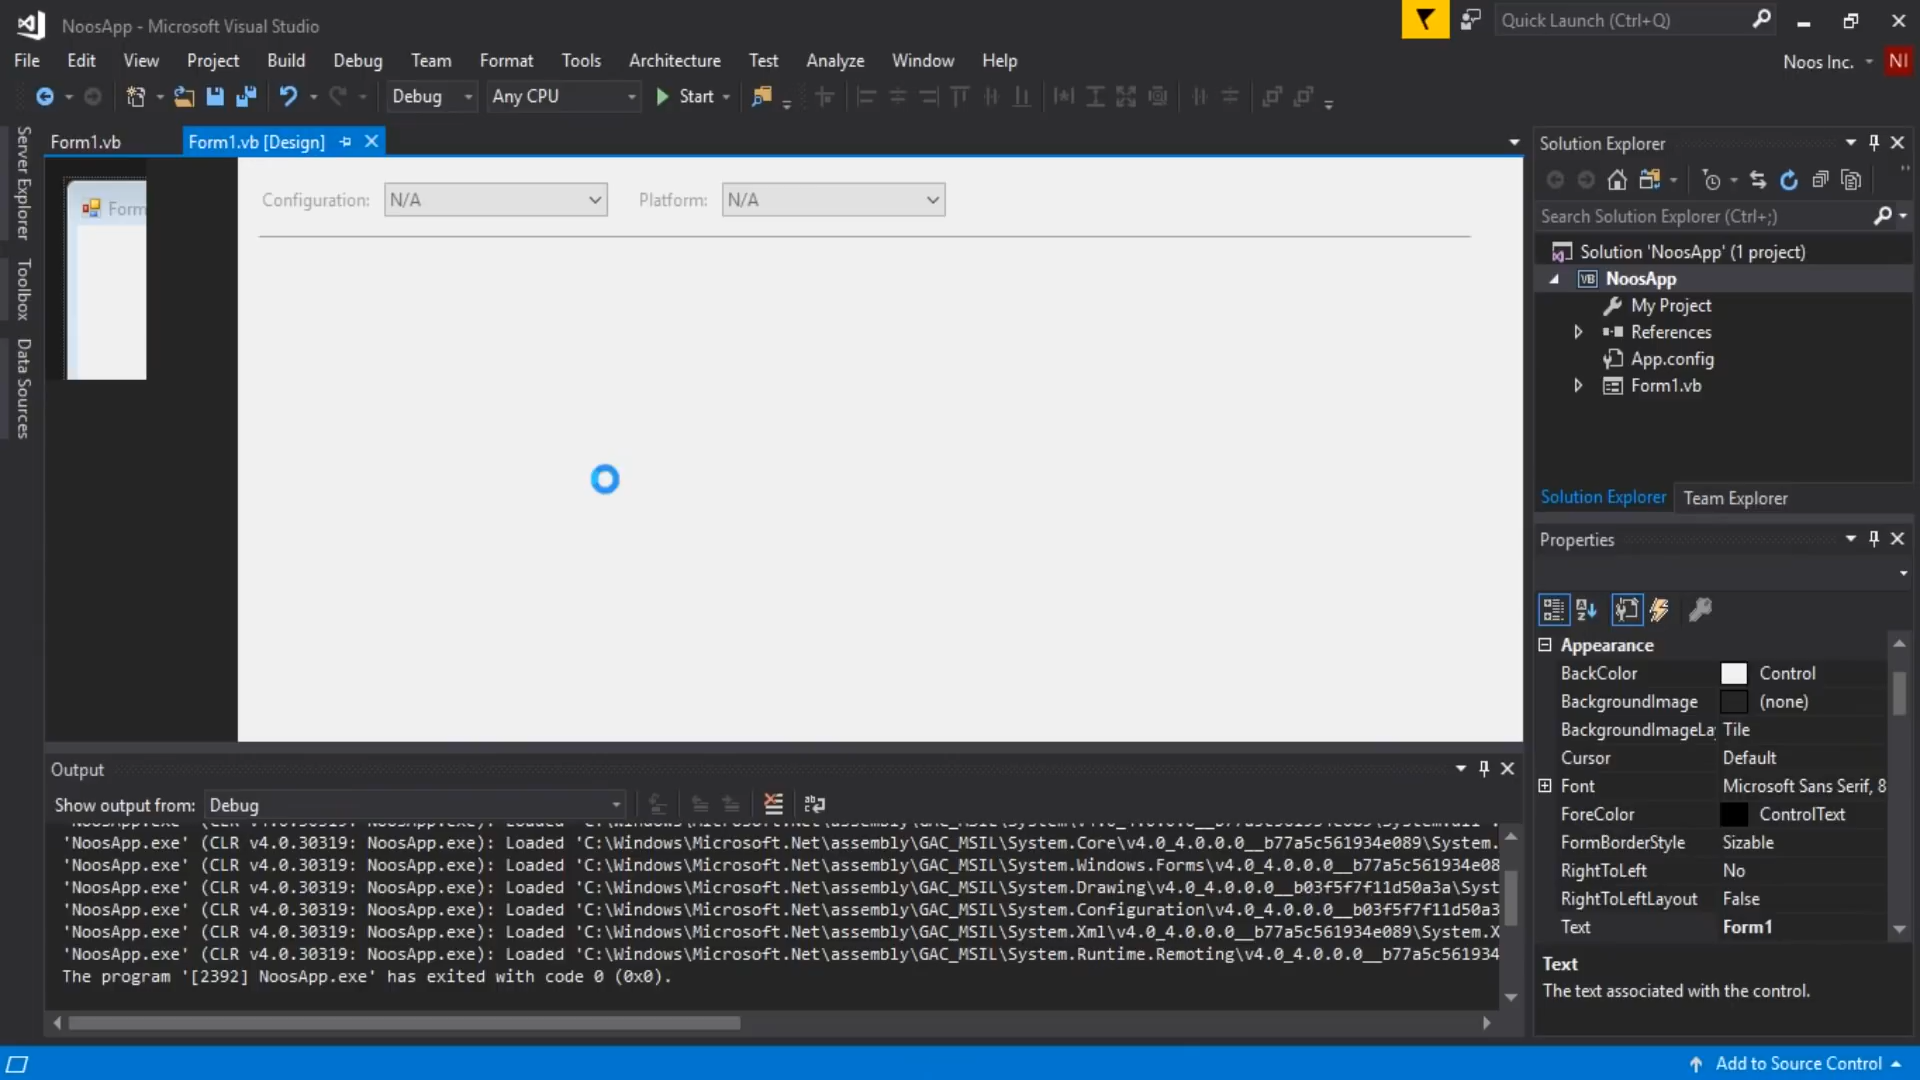 NoosApp - Microsoft Visual Studio
Quick Launch (Ctrl+Q)
File Edit View Project Build Debug Team Format Tools Architecture Test Analyze Window Help
Noos Inc. NI
Debug Any CPU Start
Server Explorer
Toolbox
Data Sources
Form1.vb Form1.vb [Design]
Form
Configuration: N/A Platform: N/A
Solution Explorer
Search Solution Explorer (Ctrl+;)
Solution 'NoosApp' (1 project)
VB NoosApp
My Project
References
App.config
Form1.vb
Solution Explorer Team Explorer
Properties
Appearance
BackColor Control
BackgroundImage (none)
BackgroundImageLa Tile
Cursor Default
Font Microsoft Sans Serif, 8
ForeColor ControlText
FormBorderStyle Sizable
RightToLeft No
RightToLeftLayout False
Text Form1
Text
The text associated with the control.
Output
Show output from: Debug
'NoosApp.exe' (CLR v4.0.30319: NoosApp.exe): Loaded 'C:\Windows\Microsoft.Net\assembly\GAC_MSIL\System.Core\v4.0_4.0.0.0__b77a5c561934e089\System.
'NoosApp.exe' (CLR v4.0.30319: NoosApp.exe): Loaded 'C:\Windows\Microsoft.Net\assembly\GAC_MSIL\System.Windows.Forms\v4.0_4.0.0.0__b77a5c561934e08
'NoosApp.exe' (CLR v4.0.30319: NoosApp.exe): Loaded 'C:\Windows\Microsoft.Net\assembly\GAC_MSIL\System.Drawing\v4.0_4.0.0.0__b03f5f7f11d50a3a\Syst
'NoosApp.exe' (CLR v4.0.30319: NoosApp.exe): Loaded 'C:\Windows\Microsoft.Net\assembly\GAC_MSIL\System.Configuration\v4.0_4.0.0.0__b03f5f7f11d50a3
'NoosApp.exe' (CLR v4.0.30319: NoosApp.exe): Loaded 'C:\Windows\Microsoft.Net\assembly\GAC_MSIL\System.Xml\v4.0_4.0.0.0__b77a5c561934e089\System.X
'NoosApp.exe' (CLR v4.0.30319: NoosApp.exe): Loaded 'C:\Windows\Microsoft.Net\assembly\GAC_MSIL\System.Runtime.Remoting\v4.0_4.0.0.0__b77a5c561934
The program '[2392] NoosApp.exe' has exited with code 0 (0x0).
Add to Source Control